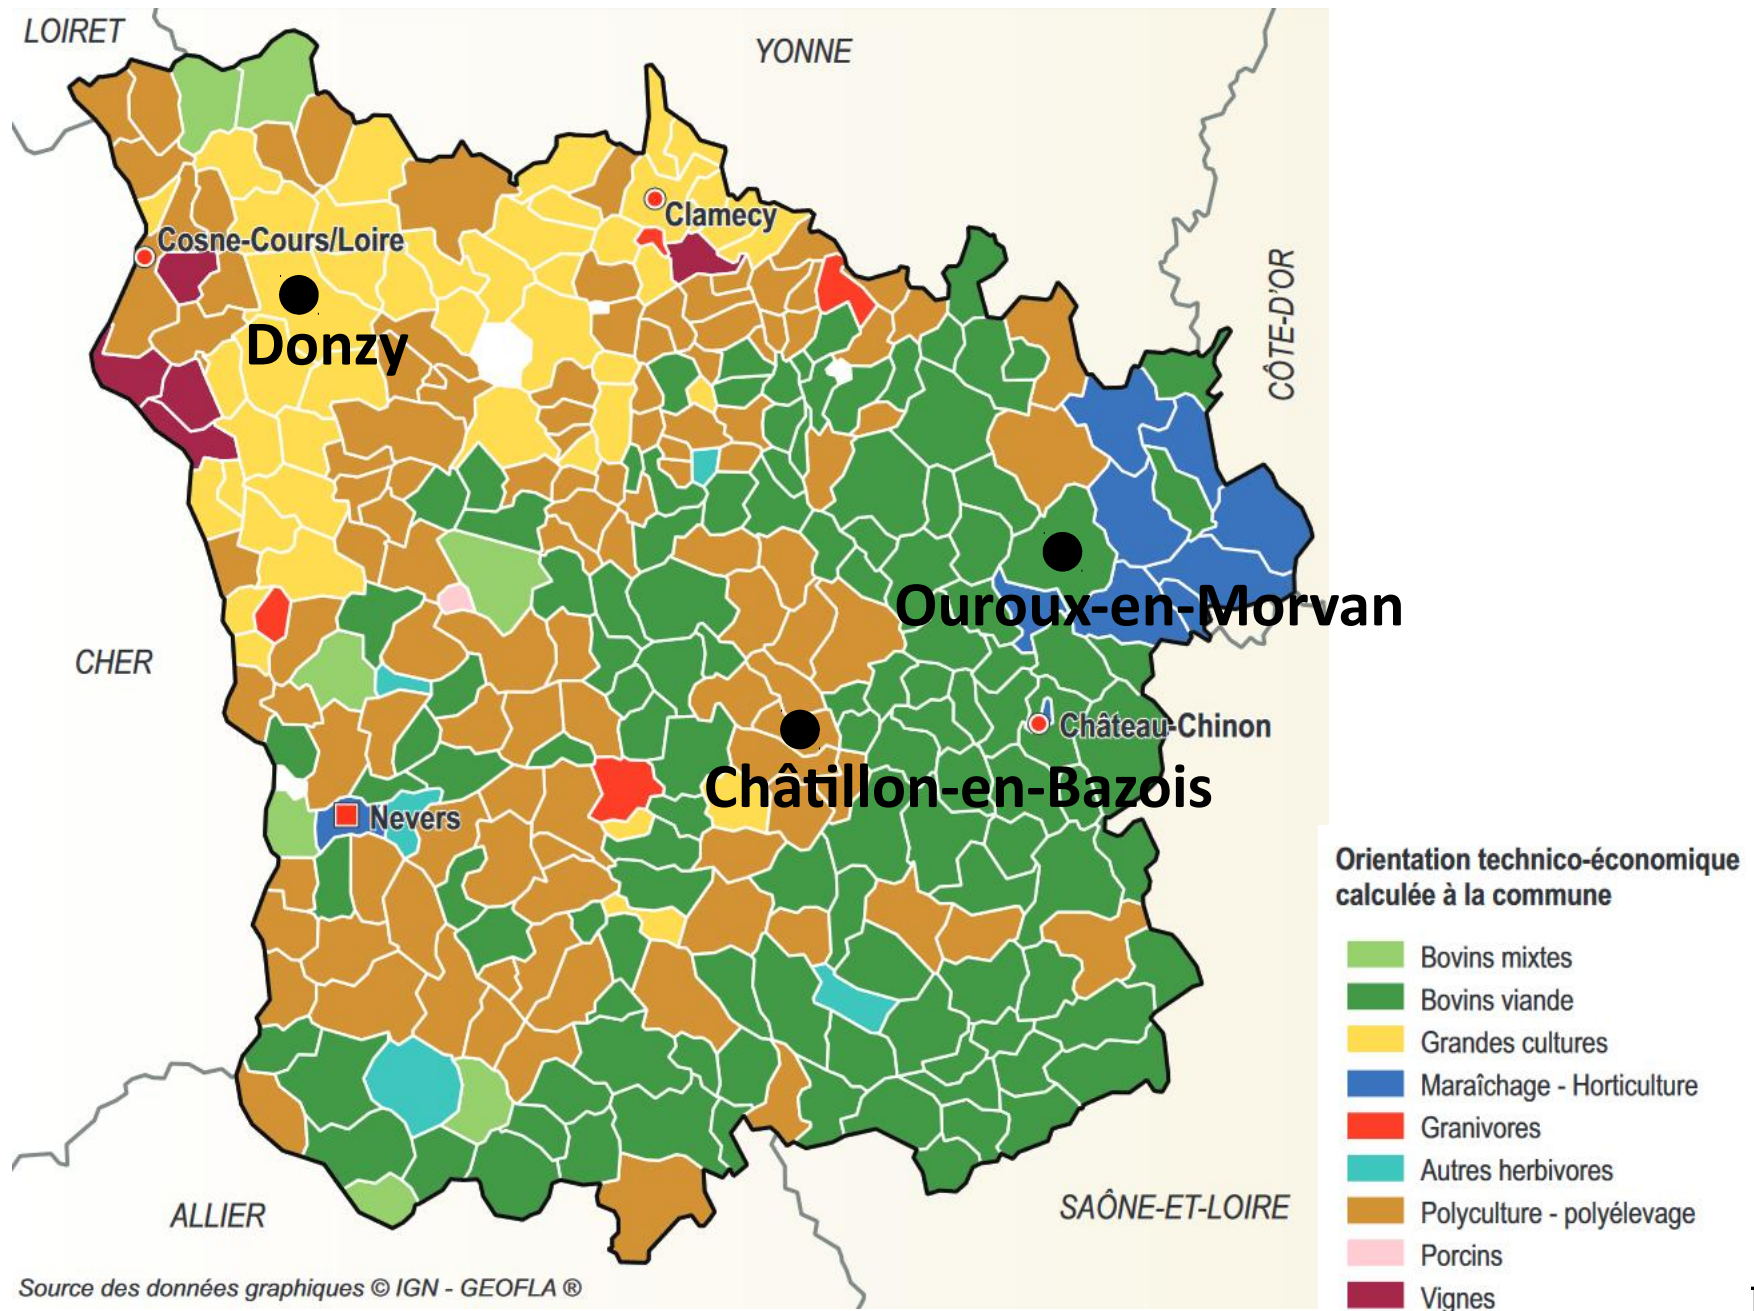 LOIRET
YONNE
Clamecy
Cosne-Cours/Loire
CÔTE-D'OR
Donzy
Ouroux-en-Morvan
CHER
Château-Chinon
Châtillon-en-Bazois
Nevers
Orientation technico-économique
calculée à la commune
Bovins mixtes
Bovins viande
Grandes cultures
Maraîchage - Horticulture
Granivores
Autres herbivores
Polyculture - polyélevage
Porcins
Vignes
ALLIER
SAÔNE-ET-LOIRE
Source des données graphiques © IGN - GEOFLA ®